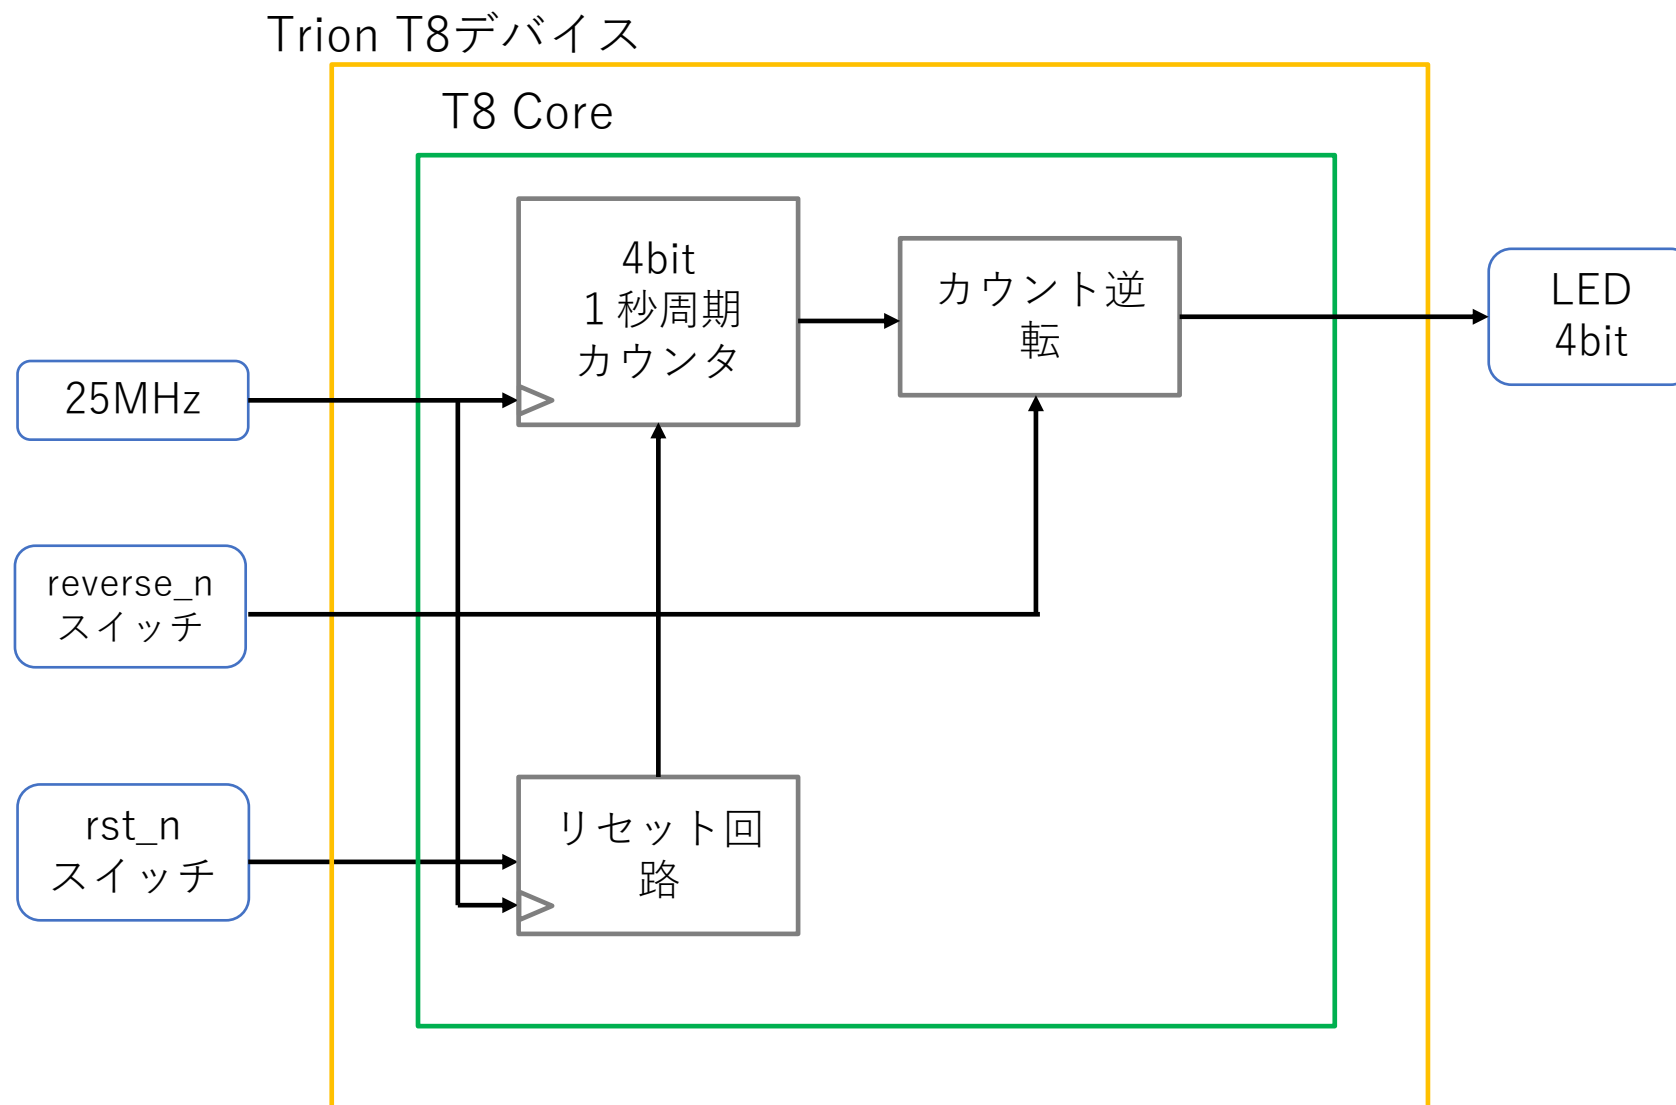 Trion T8デバイス
T8 Core
4bit
1秒周期
カウンタ
カウント逆
転
LED
4bit
25MHz
reverse_n
スイッチ
rst_n
スイッチ
リセット回
路